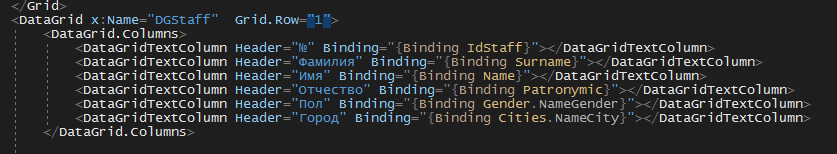 </Grid>
<DataGrid x:Name="DGStaff"  Grid.Row="1">
<DataGrid.Columns>
<DataGridTextColumn Header="№" Binding="{Binding IdStaff}"></DataGridTextColumn>
<DataGridTextColumn Header="Фамилия" Binding="{Binding Surname}"></DataGridTextColumn>
<DataGridTextColumn Header="Имя" Binding="{Binding Name}"></DataGridTextColumn>
<DataGridTextColumn Header="Отчество" Binding="{Binding Patronymic}"></DataGridTextColumn>
<DataGridTextColumn Header="Пол" Binding="{Binding Gender.NameGender}"></DataGridTextColumn>
<DataGridTextColumn Header="Город" Binding="{Binding Cities.NameCity}"></DataGridTextColumn>
</DataGrid.Columns>